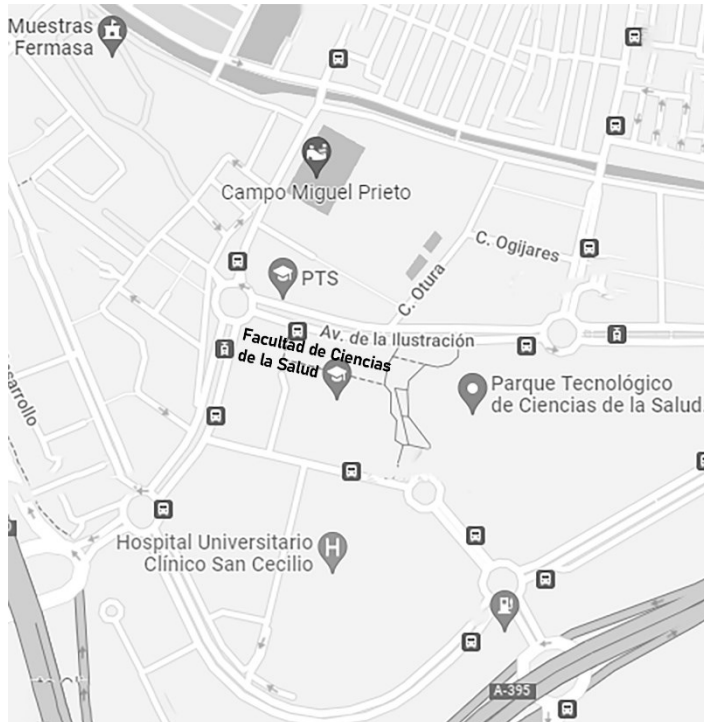 Muestras
Fermasa
Campo Miguel Prieto
C. Ogijares
PTS
C. Otura
Av. de la Ilustración
Facultad de Ciencias
de la Salud
Parque Tecnológico
de Ciencias de la Salud.
Hospital Universitario
Clínico San Cecilio
H
A-395